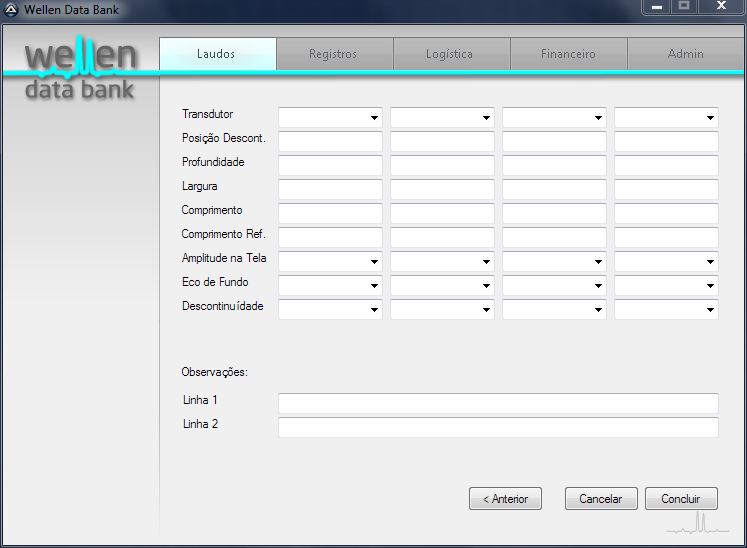 Wellen Data Bank
wellen
data bank
Laudos Registros Logística Financeiro Admin
Transdutor
Posição Descont.
Profundidade
Largura
Comprimento
Comprimento Ref.
Amplitude na Tela
Eco de Fundo
Descontinuídade
Observações:
Linha 1
Linha 2
< Anterior Cancelar Concluir